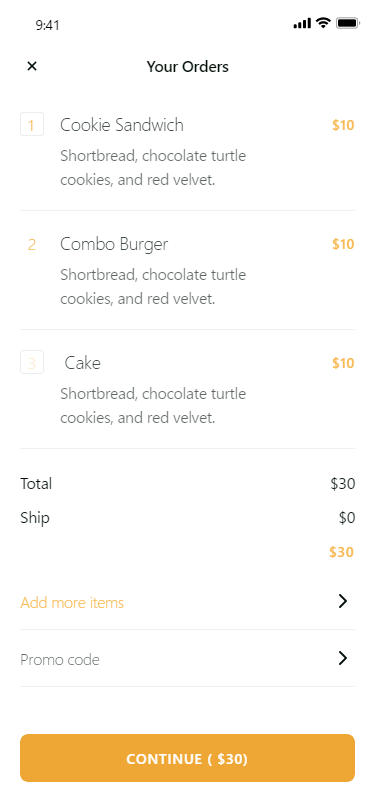 9:41
Your Orders
1 Cookie Sandwich $10
Shortbread, chocolate turtle
cookies, and red velvet.
2 Combo Burger $10
Shortbread, chocolate turtle
cookies, and red velvet.
3 Cake $10
Shortbread, chocolate turtle
cookies, and red velvet.
Total $30
Ship $0
$30
Add more items
Promo code
CONTINUE ( $30)